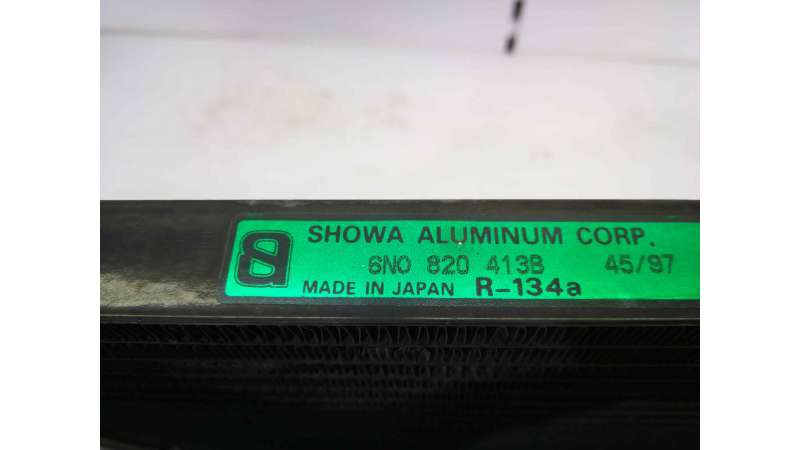 SHOWA ALUMINUM CORP.
6N0 820 413B 45/97
MADE IN JAPAN R-134a